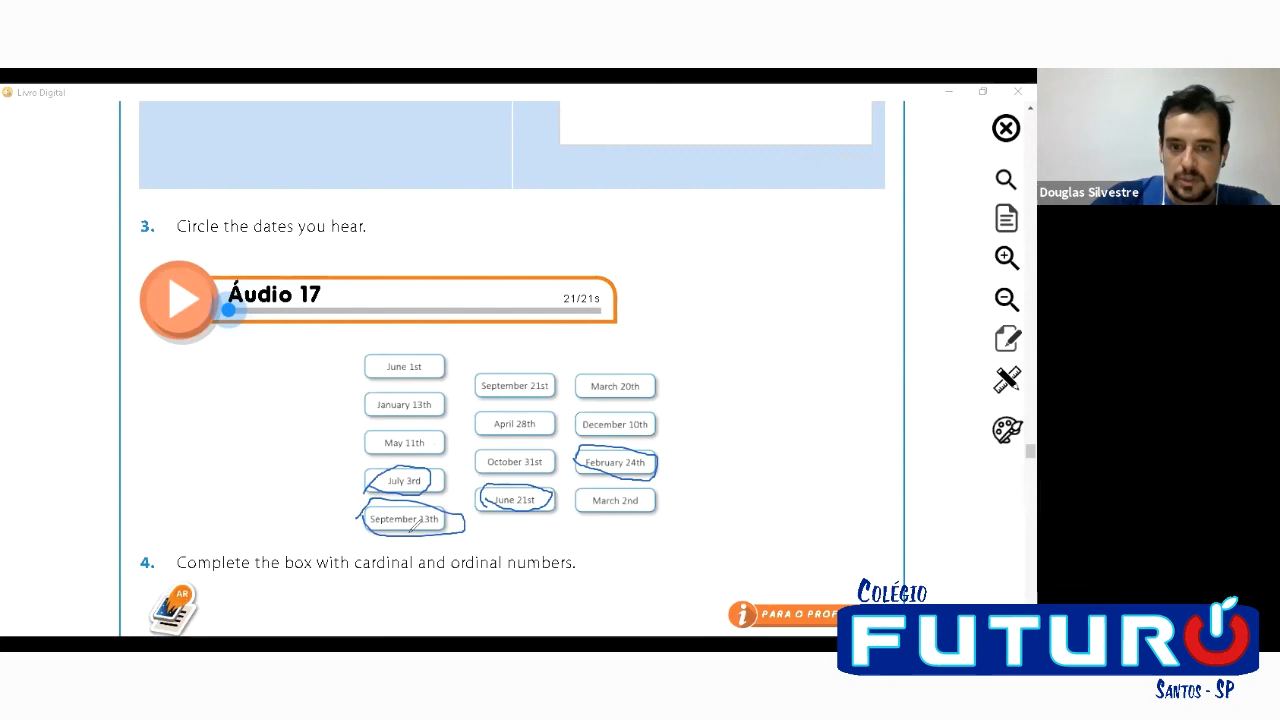 Livro Digital
Douglas Silvestre
3. Circle the dates you hear.
Áudio 17
21/21s
June 1st
January 13th
May 11th
July 3rd
September 13th
September 21st
April 28th
October 31st
June 21st
March 20th
December 10th
February 24th
March 2nd
4. Complete the box with cardinal and ordinal numbers.
AR
i PARA O PROF
COLÉGIO
FUTURO
SANTOS - SP